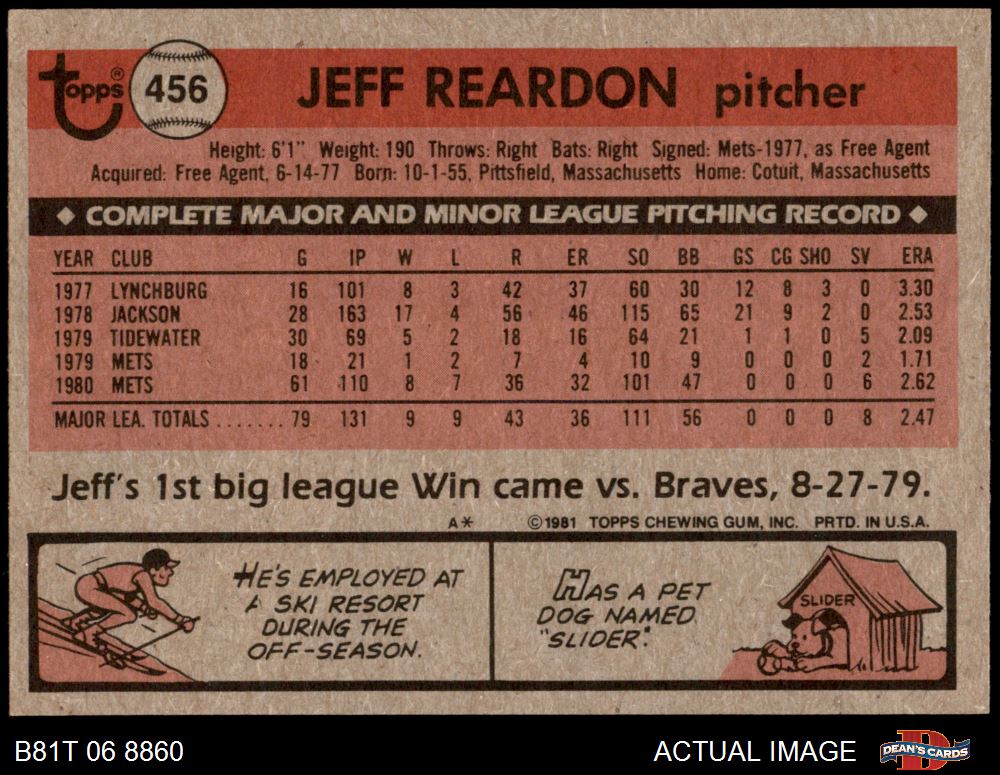 topps® 456 JEFF REARDON pitcher
Height: 6'1" Weight: 190 Throws: Right Bats: Right Signed: Mets-1977, as Free Agent
Acquired: Free Agent, 6-14-77 Born: 10-1-55, Pittsfield, Massachusetts Home: Cotuit, Massachusetts
◆ COMPLETE MAJOR AND MINOR LEAGUE PITCHING RECORD ◆
YEAR CLUB G IP W L R ER SO BB GS CG SHO SV ERA
1977 LYNCHBURG 16 101 8 3 42 37 60 30 12 8 3 0 3.30
1978 JACKSON 28 163 17 4 56 46 115 65 21 9 2 0 2.53
1979 TIDEWATER 30 69 5 2 18 16 64 21 1 1 0 5 2.09
1979 METS 18 21 1 2 7 4 10 9 0 0 0 2 1.71
1980 METS 61 110 8 7 36 32 101 47 0 0 0 6 2.62
MAJOR LEA. TOTALS ....... 79 131 9 9 43 36 111 56 0 0 0 8 2.47
Jeff's 1st big league Win came vs. Braves, 8-27-79.
A* ©1981 TOPPS CHEWING GUM, INC. PRTD. IN U.S.A.
HE'S EMPLOYED AT
A SKI RESORT
DURING THE
OFF-SEASON.
HAS A PET
DOG NAMED
"SLIDER".
SLIDER
B81T 06 8860 ACTUAL IMAGE DEAN'S CARDS